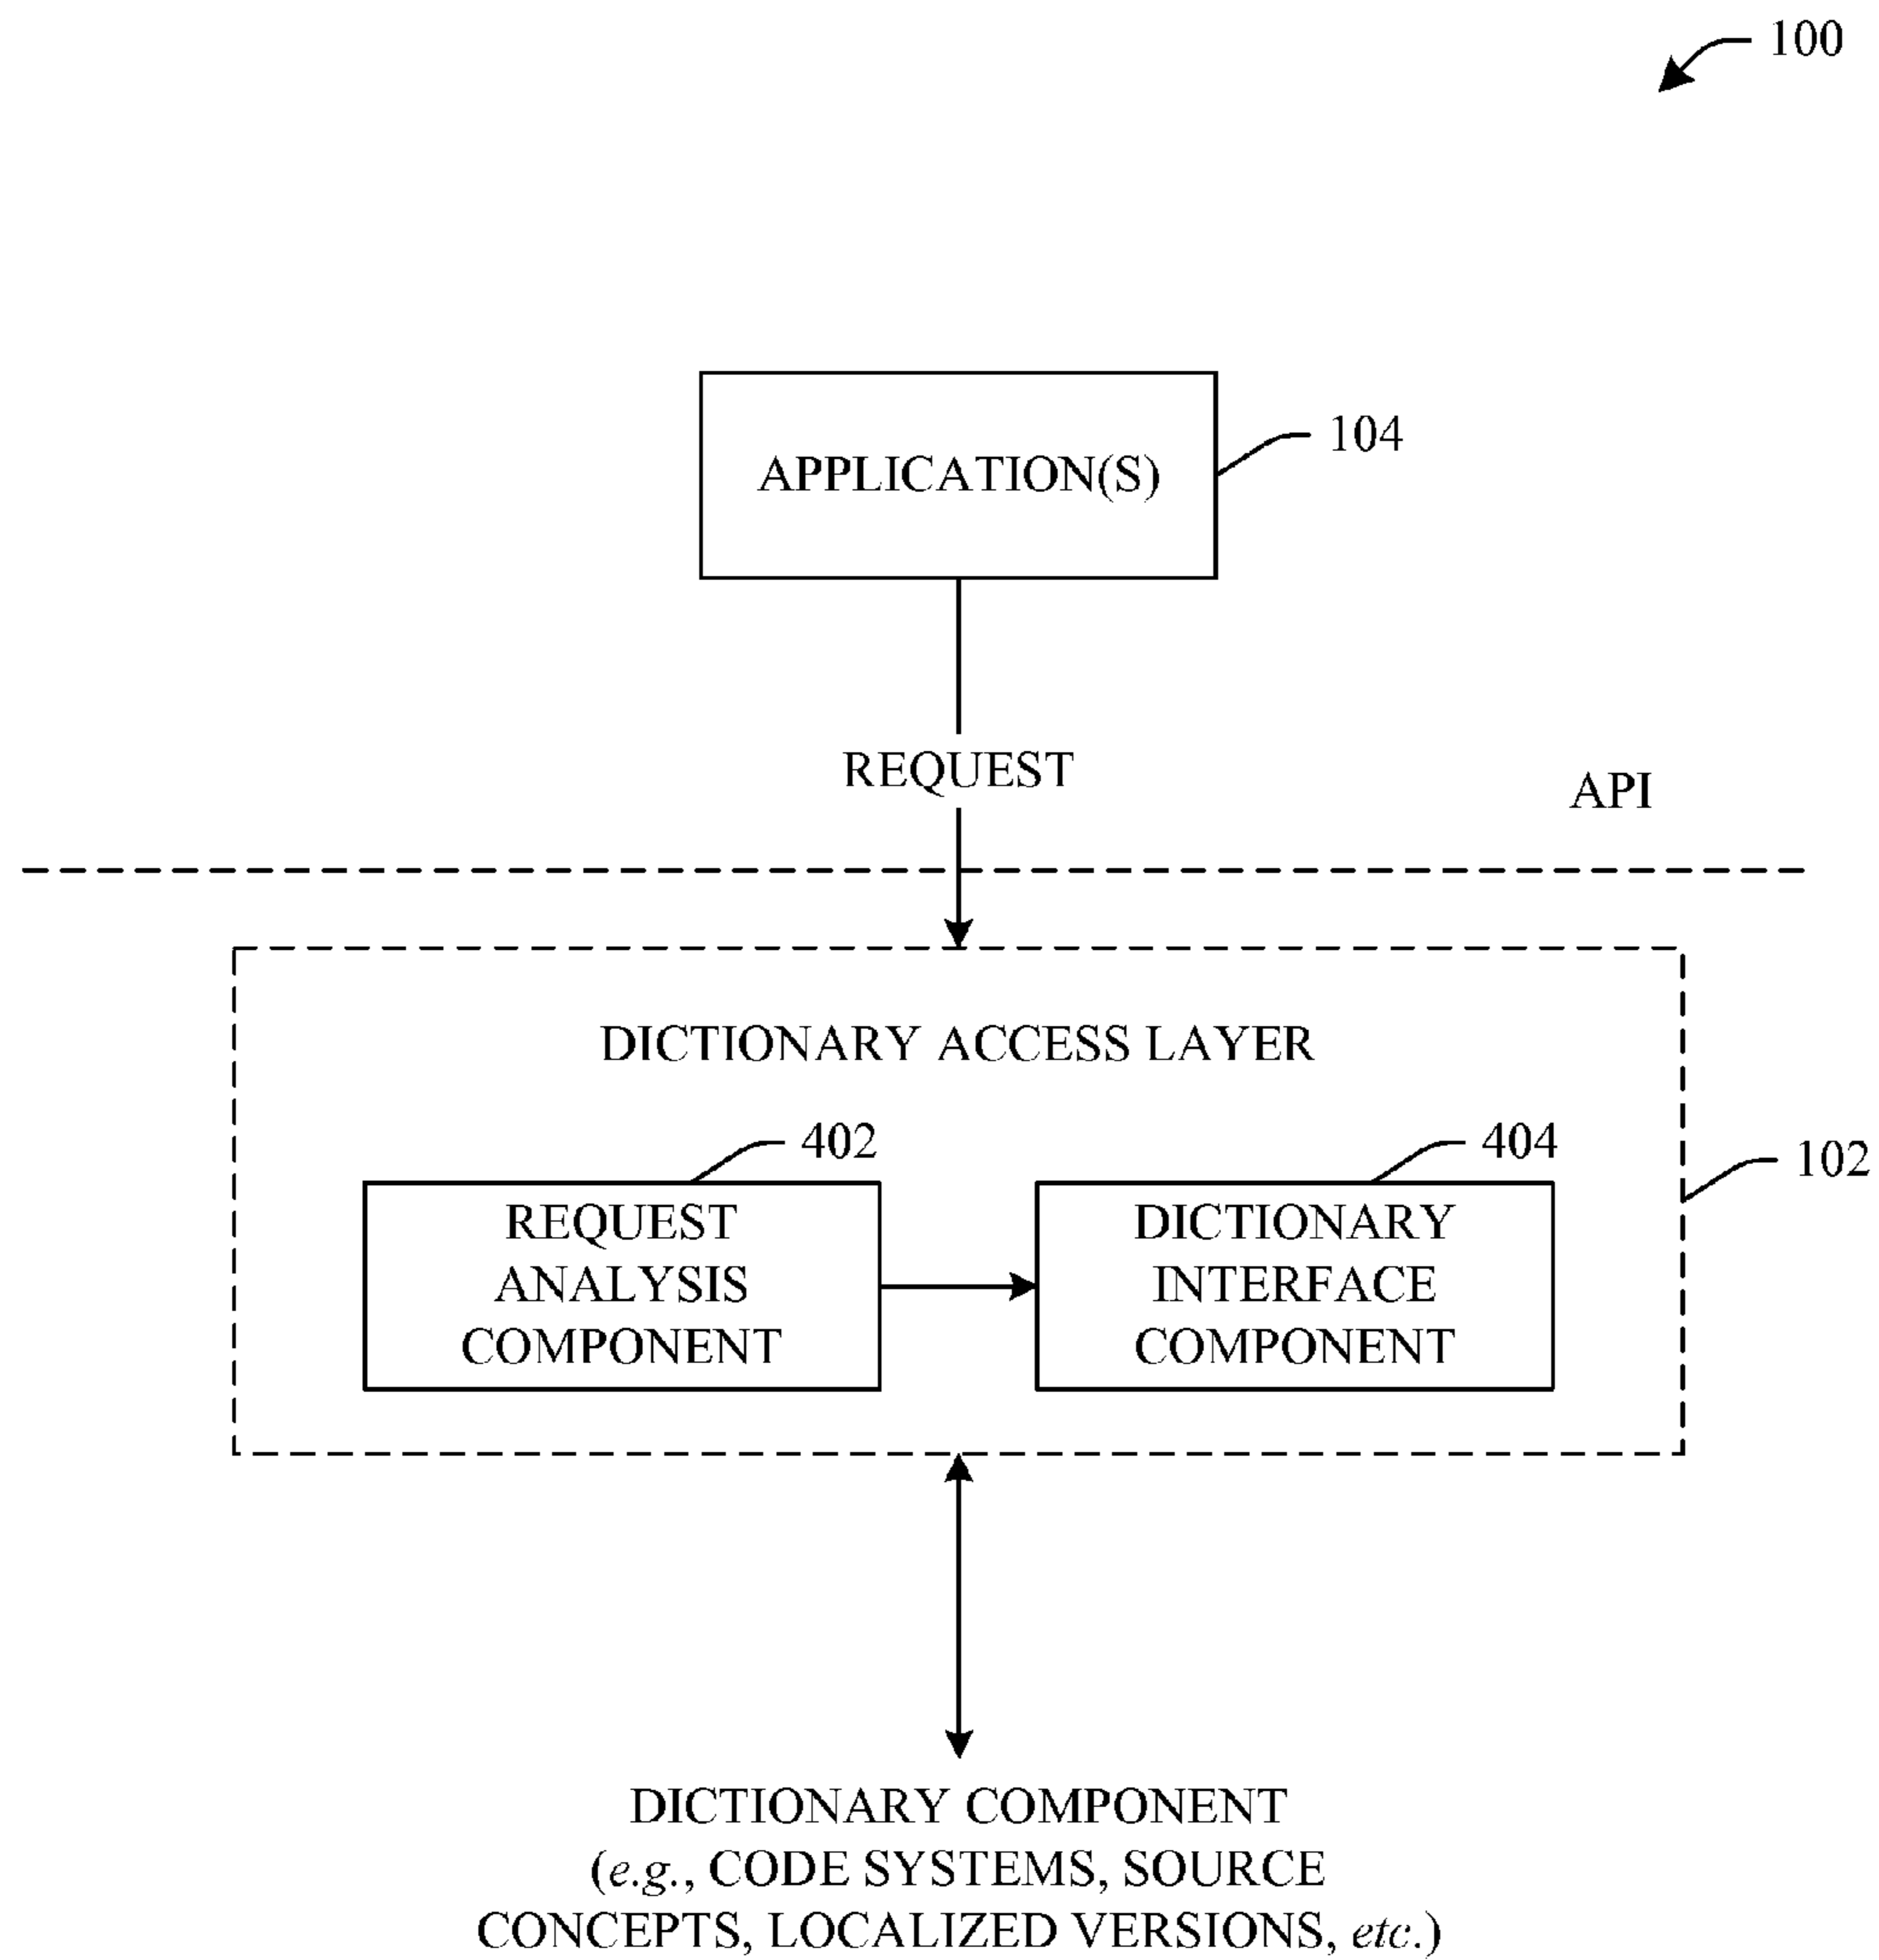 100
APPLICATION(S)
104
REQUEST
API
DICTIONARY ACCESS LAYER
402
404
102
REQUEST
ANALYSIS
COMPONENT
DICTIONARY
INTERFACE
COMPONENT
DICTIONARY COMPONENT
(e.g., CODE SYSTEMS, SOURCE
CONCEPTS, LOCALIZED VERSIONS, etc.)